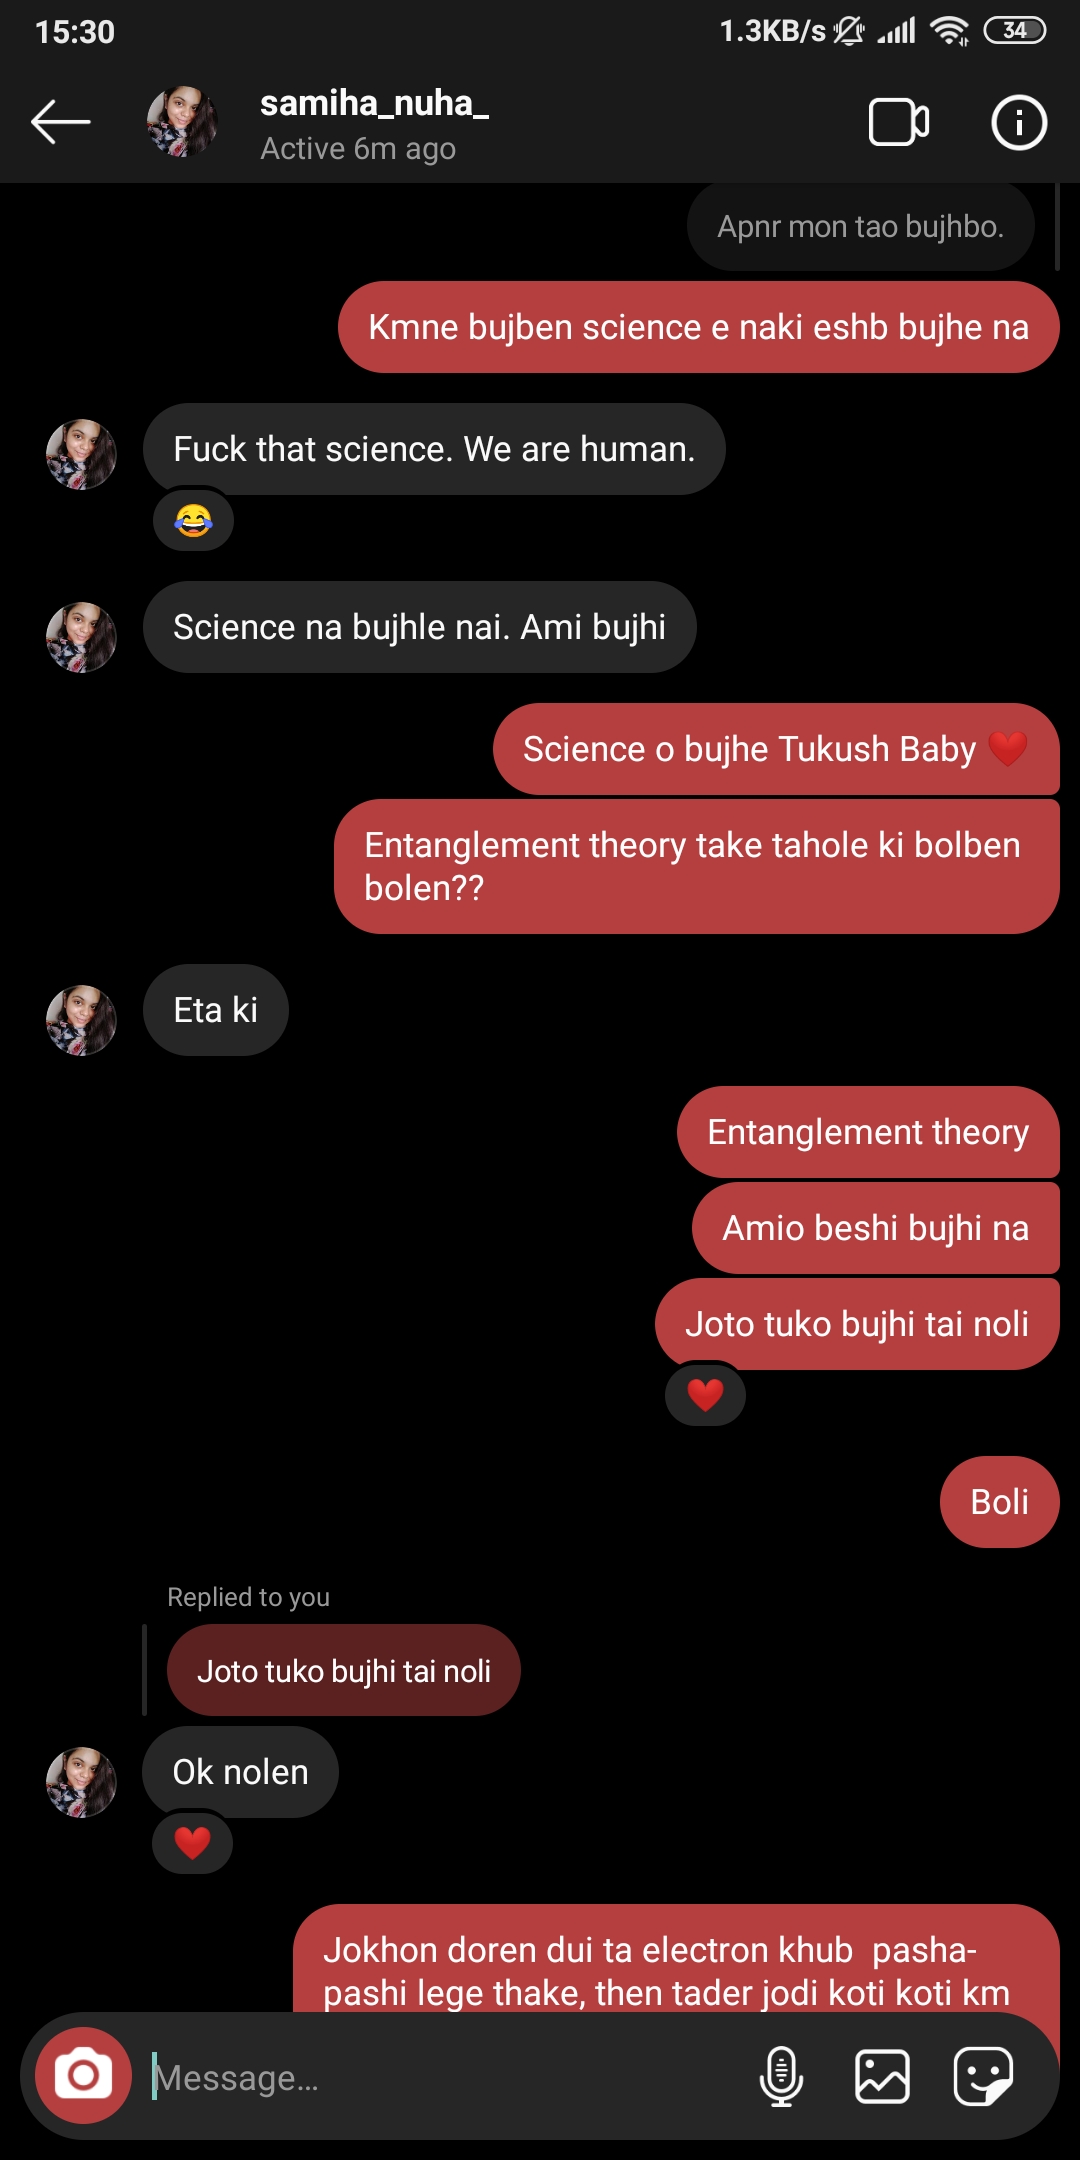 15:30
1.3KB/s
34
samiha_nuha_
Active 6m ago
Apnr mon tao bujhbo.
Kmne bujben science e naki eshb bujhe na
Fuck that science. We are human.
Science na bujhle nai. Ami bujhi
Science o bujhe Tukush Baby ❤️
Entanglement theory take tahole ki bolben
bolen??
Eta ki
Entanglement theory
Amio beshi bujhi na
Joto tuko bujhi tai noli
Boli
Replied to you
Joto tuko bujhi tai noli
Ok nolen
Jokhon doren dui ta electron khub  pasha-
pashi lege thake, then tader jodi koti koti km
Message...